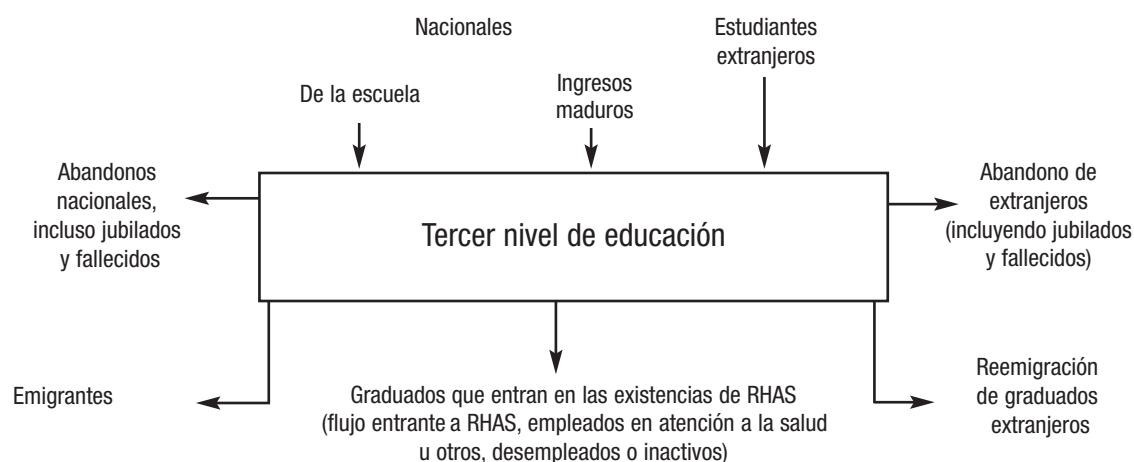 Nacionales
Estudiantes
extranjeros
De la escuela
Ingresos
maduros
Abandonos
nacionales,
incluso jubilados
y fallecidos
Tercer nivel de educación
Abandono de
extranjeros
(incluyendo jubilados
y fallecidos)
Emigrantes
Graduados que entran en las existencias de RHAS
(flujo entrante a RHAS, empleados en atención a la salud
u otros, desempleados o inactivos)
Reemigración
de graduados
extranjeros